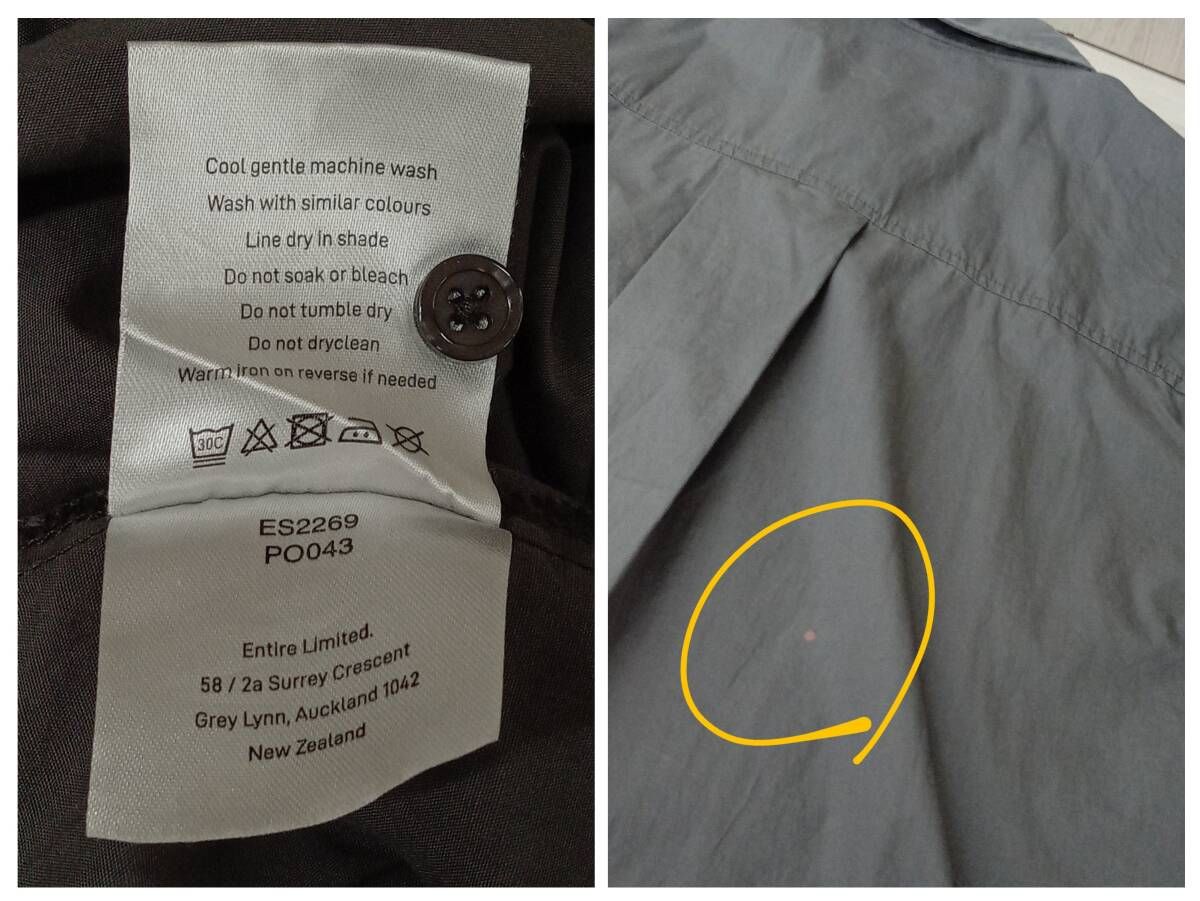 Cool gentle machine wash
Wash with similar colours
Line dry in shade
Do not soak or bleach
Do not tumble dry
Do not dryclean
Warm iron on reverse if needed
30C
ES2269
PO043
Entire Limited.
58 / 2a Surrey Crescent
Grey Lynn, Auckland 1042
New Zealand